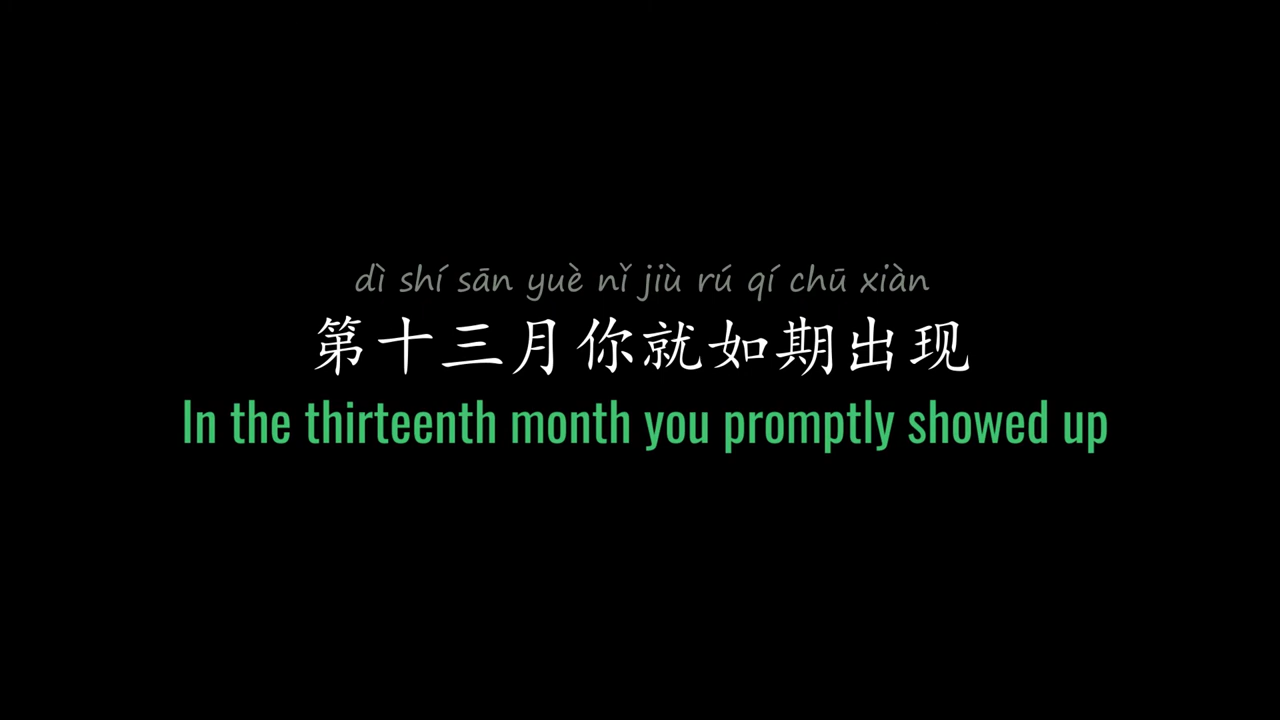 dì shí sān yuè nǐ jiù rú qí chū xiàn
第十三月你就如期出现
In the thirteenth month you promptly showed up